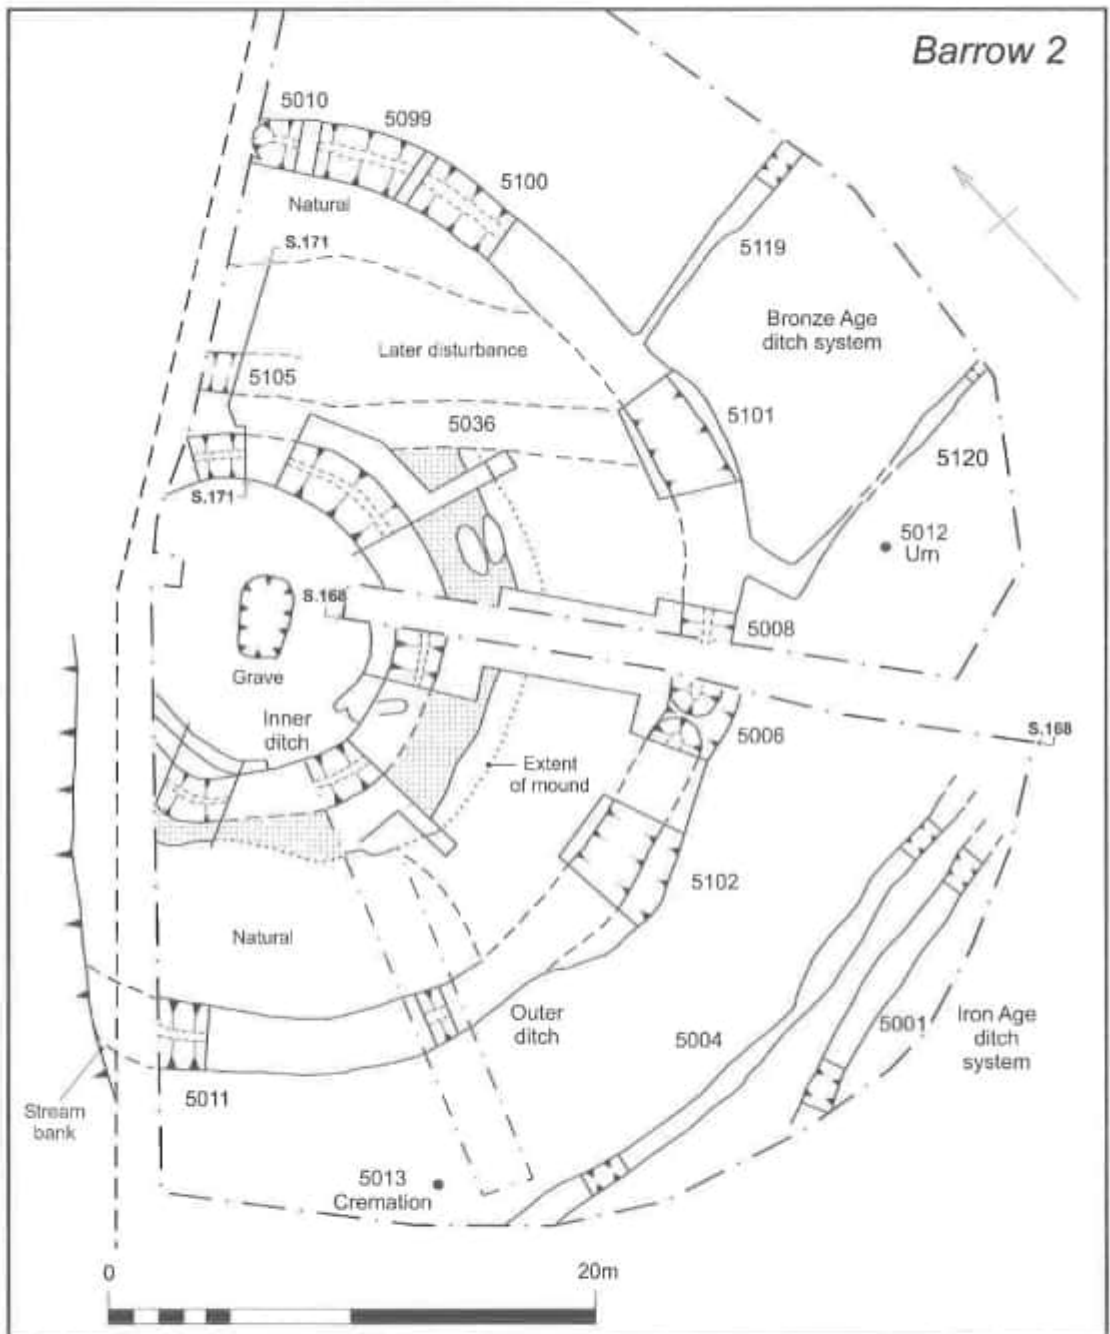 Barrow 2
5010
5099
5100
Natural
S.171
5119
Bronze Age
ditch system
Later disturbance
5105
5036
5101
5120
S.171
5012
Urn
S.168
5008
Grave
Inner
ditch
5006
S.168
Extent
of mound
5102
Natural
Outer
ditch
5004
5001
Iron Age
ditch
system
5011
Stream
bank
5013
Cremation
0
20m